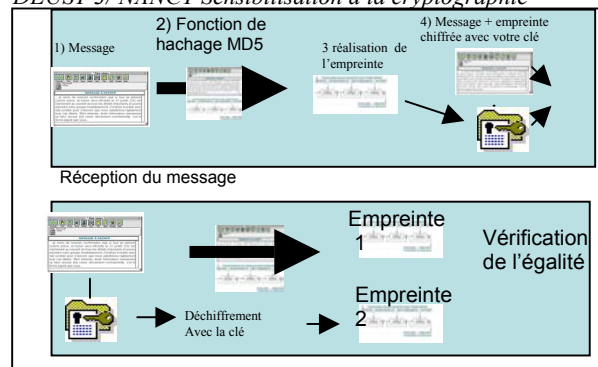 DEUST 3/ NANCY Sensibilisation à la cryptographie
1) Message
2) Fonction de
hachage MD5
3 réalisation de
l’empreinte
4) Message + empreinte
chiffrée avec votre clé
Réception du message
Empreinte
1
Vérification
de l’égalité
Déchiffrement
Avec la clé
Empreinte
2